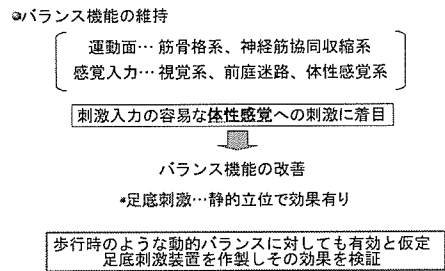 バランス機能の維持
運動面… 筋骨格系、神経筋協同収縮系
感覚入力… 視覚系、前庭迷路、体性感覚系
刺激入力の容易な体性感覚への刺激に着目
バランス機能の改善
*足底刺激…静的立位で効果有り
歩行時のような動的バランスに対しても有効と仮定
足底刺激装置を作製しその効果を検証